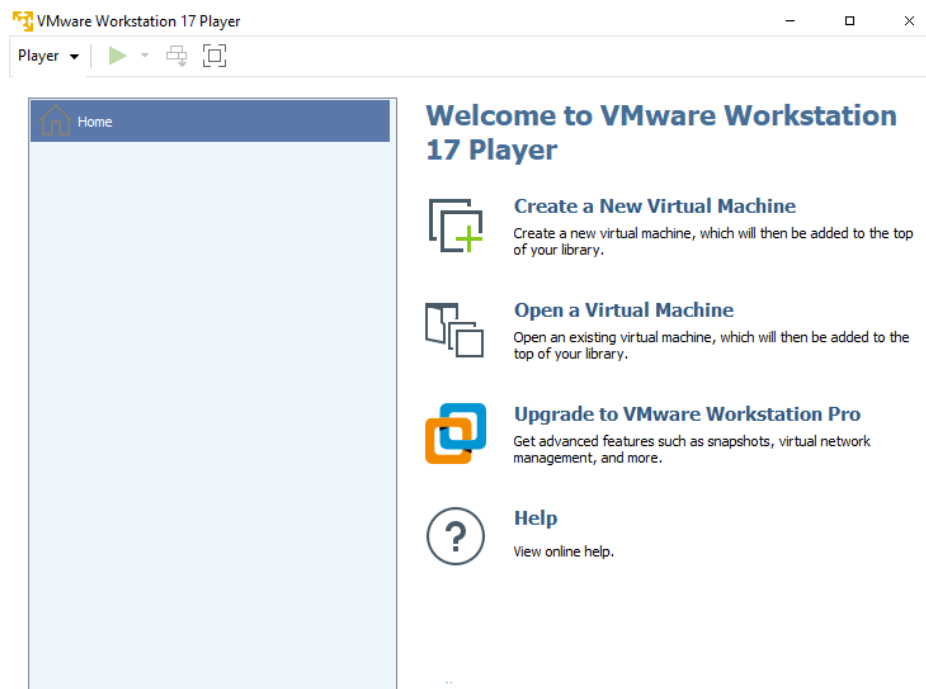 VMware Workstation 17 Player
Player
Home
Welcome to VMware Workstation
17 Player
Create a New Virtual Machine
Create a new virtual machine, which will then be added to the top
of your library.
Open a Virtual Machine
Open an existing virtual machine, which will then be added to the
top of your library.
Upgrade to VMware Workstation Pro
Get advanced features such as snapshots, virtual network
management, and more.
Help
View online help.